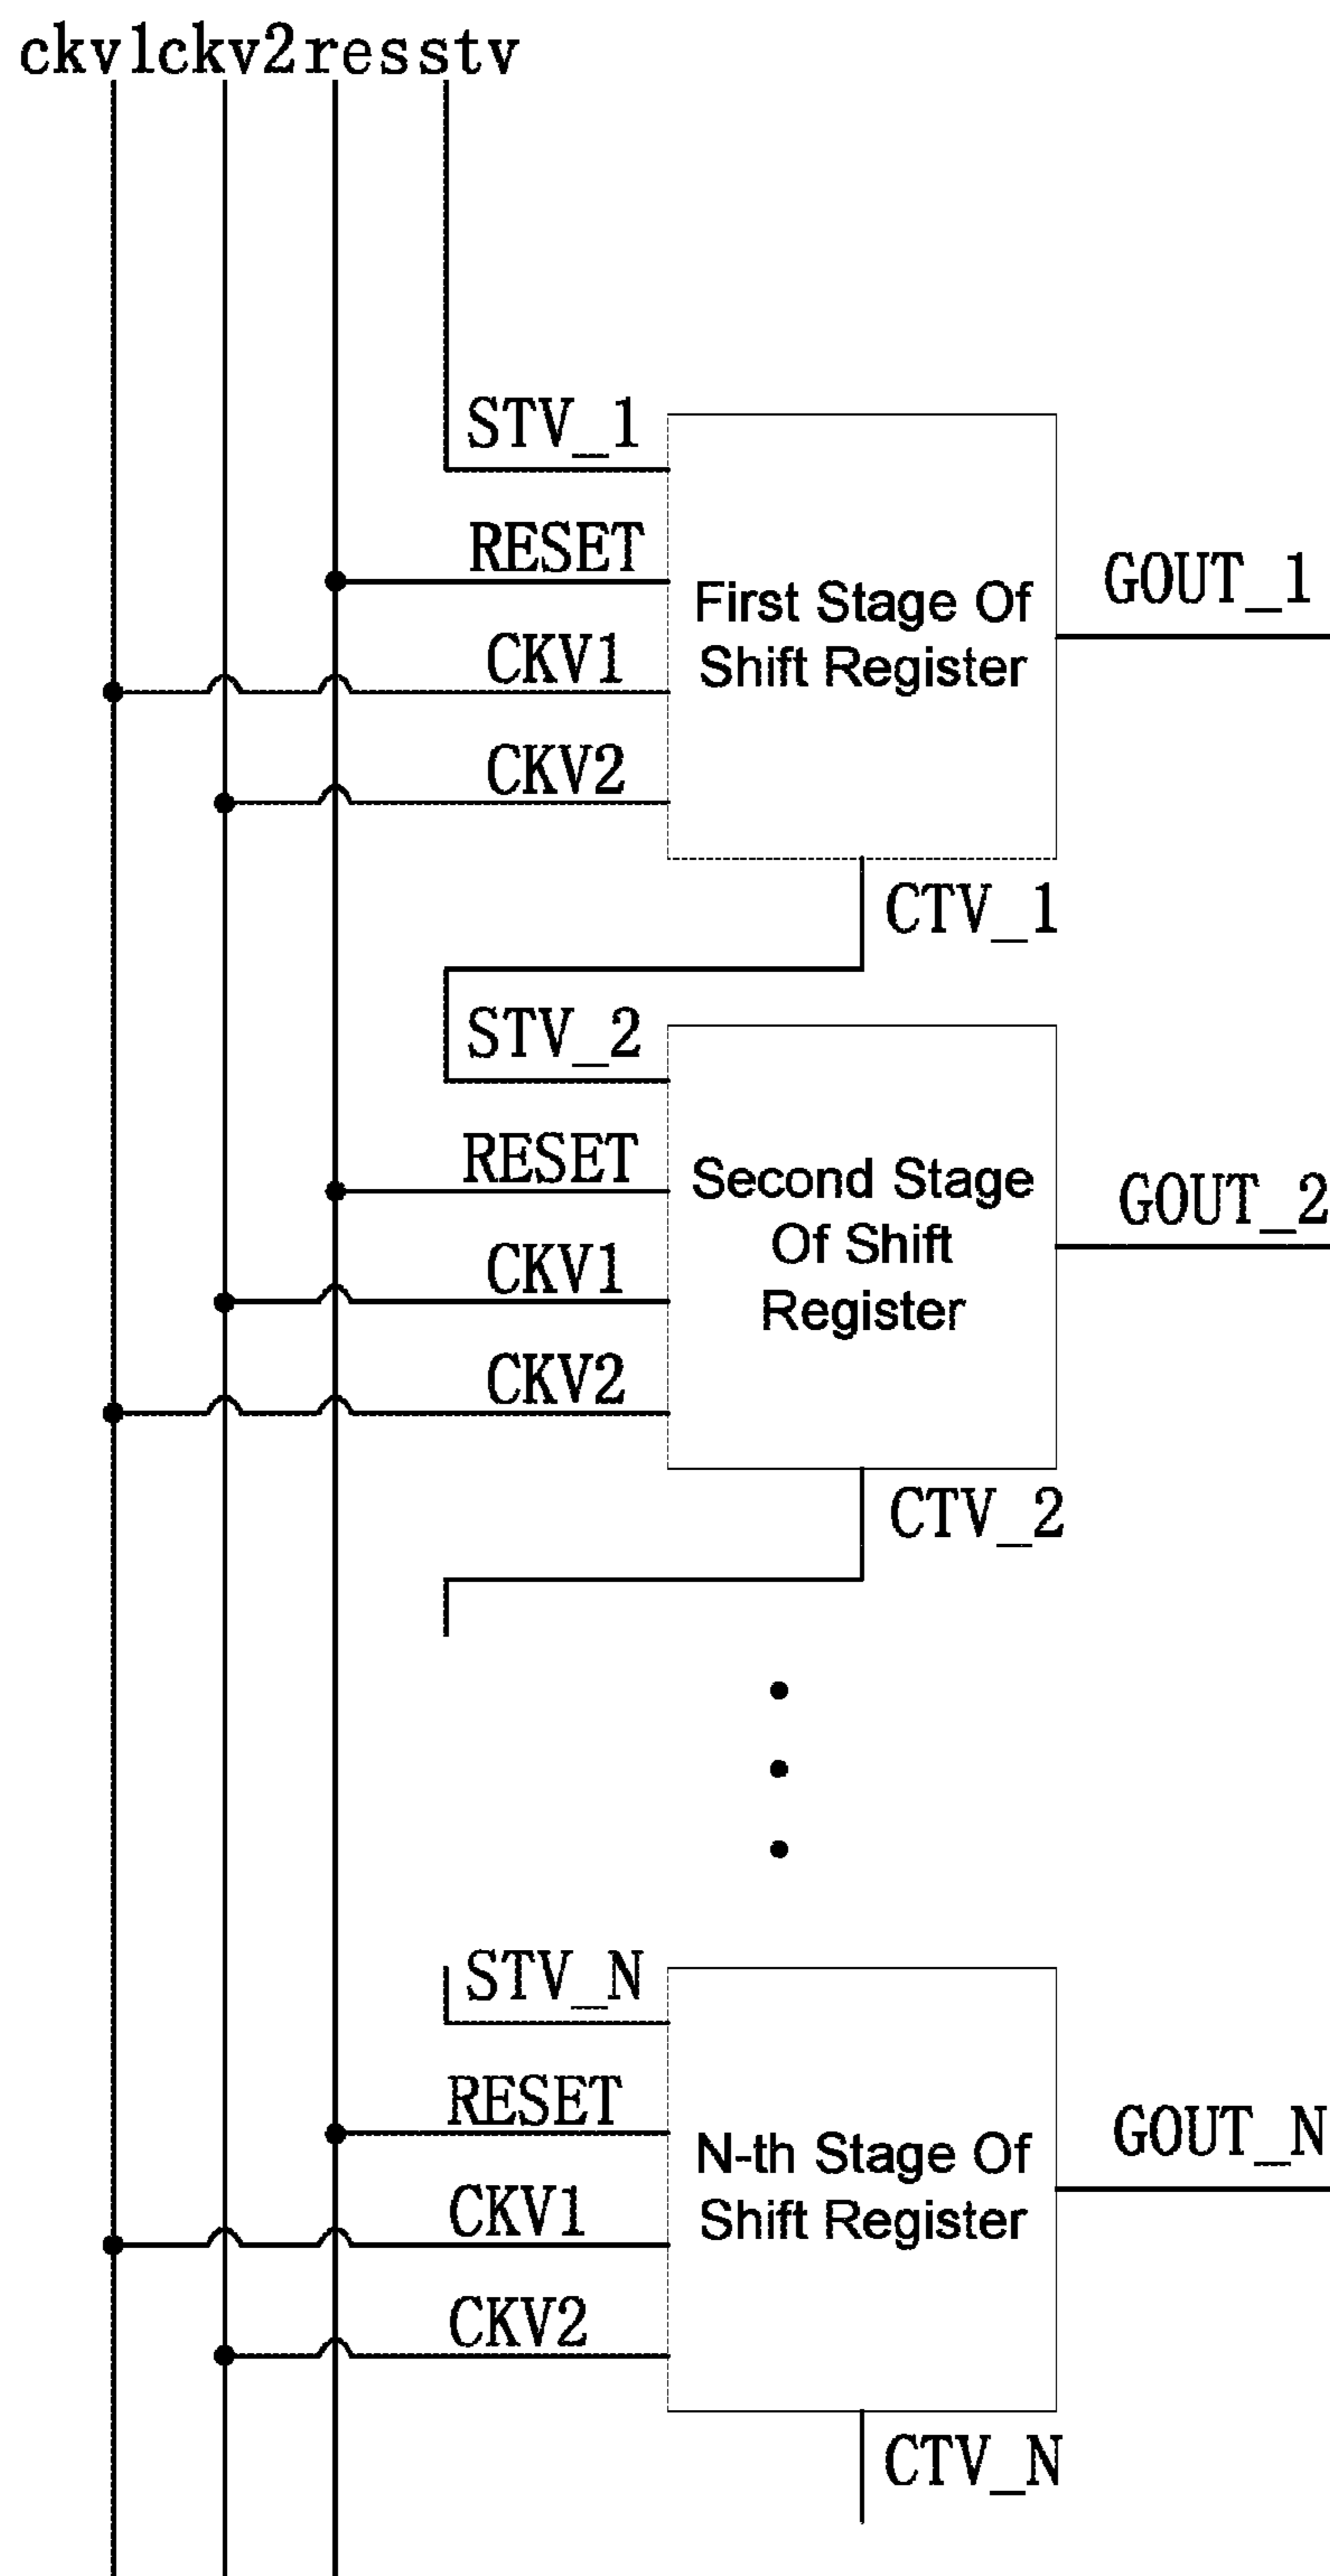 ckv1ckv2resstv
STV_1
RESET
First Stage Of
Shift Register
GOUT_1
CKV1
CKV2
CTV_1
STV_2
RESET
Second Stage
Of Shift
Register
GOUT_2
CKV1
CKV2
CTV_2
STV_N
RESET
N-th Stage Of
Shift Register
GOUT_N
CKV1
CKV2
CTV_N